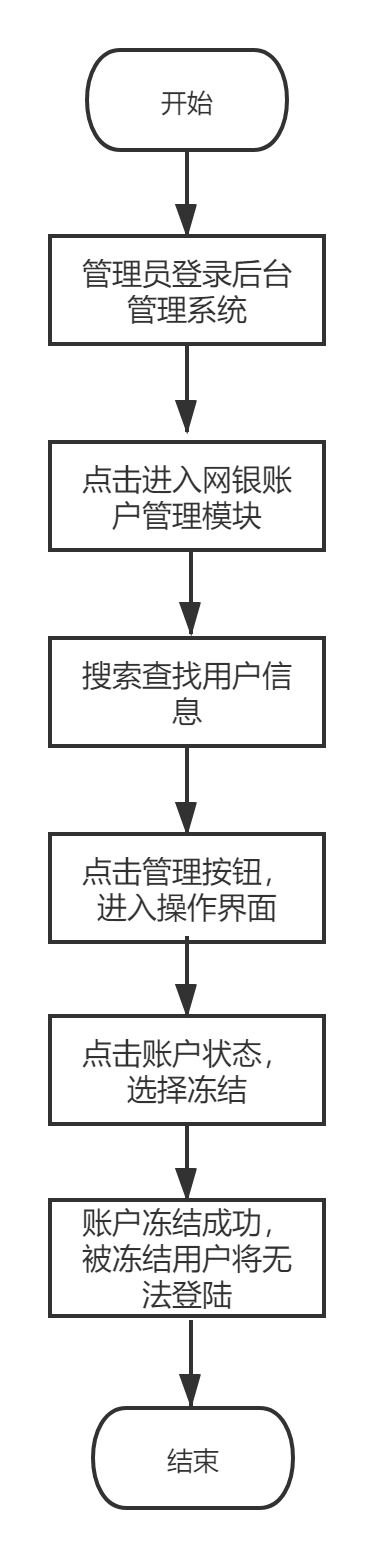 开始
管理员登录后台
管理系统
点击进入网银账
户管理模块
搜索查找用户信
息
点击管理按钮，
进入操作界面
点击账户状态，
选择冻结
账户冻结成功，
被冻结用户将无
法登陆
结束